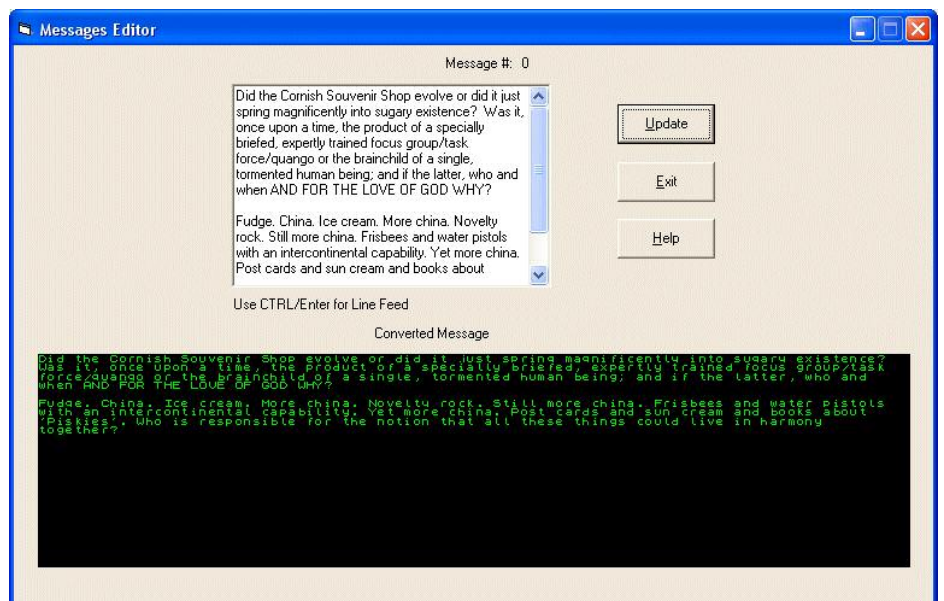 Messages Editor
Message #: 0
Did the Cornish Souvenir Shop evolve or did it just
spring magnificently into sugary existence? Was it,
once upon a time, the product of a specially
briefed, expertly trained focus group/task
force/quango or the brainchild of a single,
tormented human being; and if the latter, who and
when AND FOR THE LOVE OF GOD WHY?
Fudge. China. Ice cream. More china. Novelty
rock. Still more china. Frisbees and water pistols
with an intercontinental capability. Yet more china.
Post cards and sun cream and books about
Update
Exit
Help
Use CTRL/Enter for Line Feed
Converted Message
Did the Cornish Souvenir Shop evolve or did it just spring magnificently into sugary existence?
Was it, once upon a time, the product of a specially briefed, expertly trained focus group/task
force/quango or the brainchild of a single, tormented human being; and if the latter, who and
when AND FOR THE LOVE OF GOD WHY?
Fudge. China. Ice cream. More china. Novelty rock. Still more china. Frisbees and water pistols
with an intercontinental capability. Yet more china. Post cards and sun cream and books about
'Piskies'. Who is responsible for the notion that all these things could live in harmony
together?